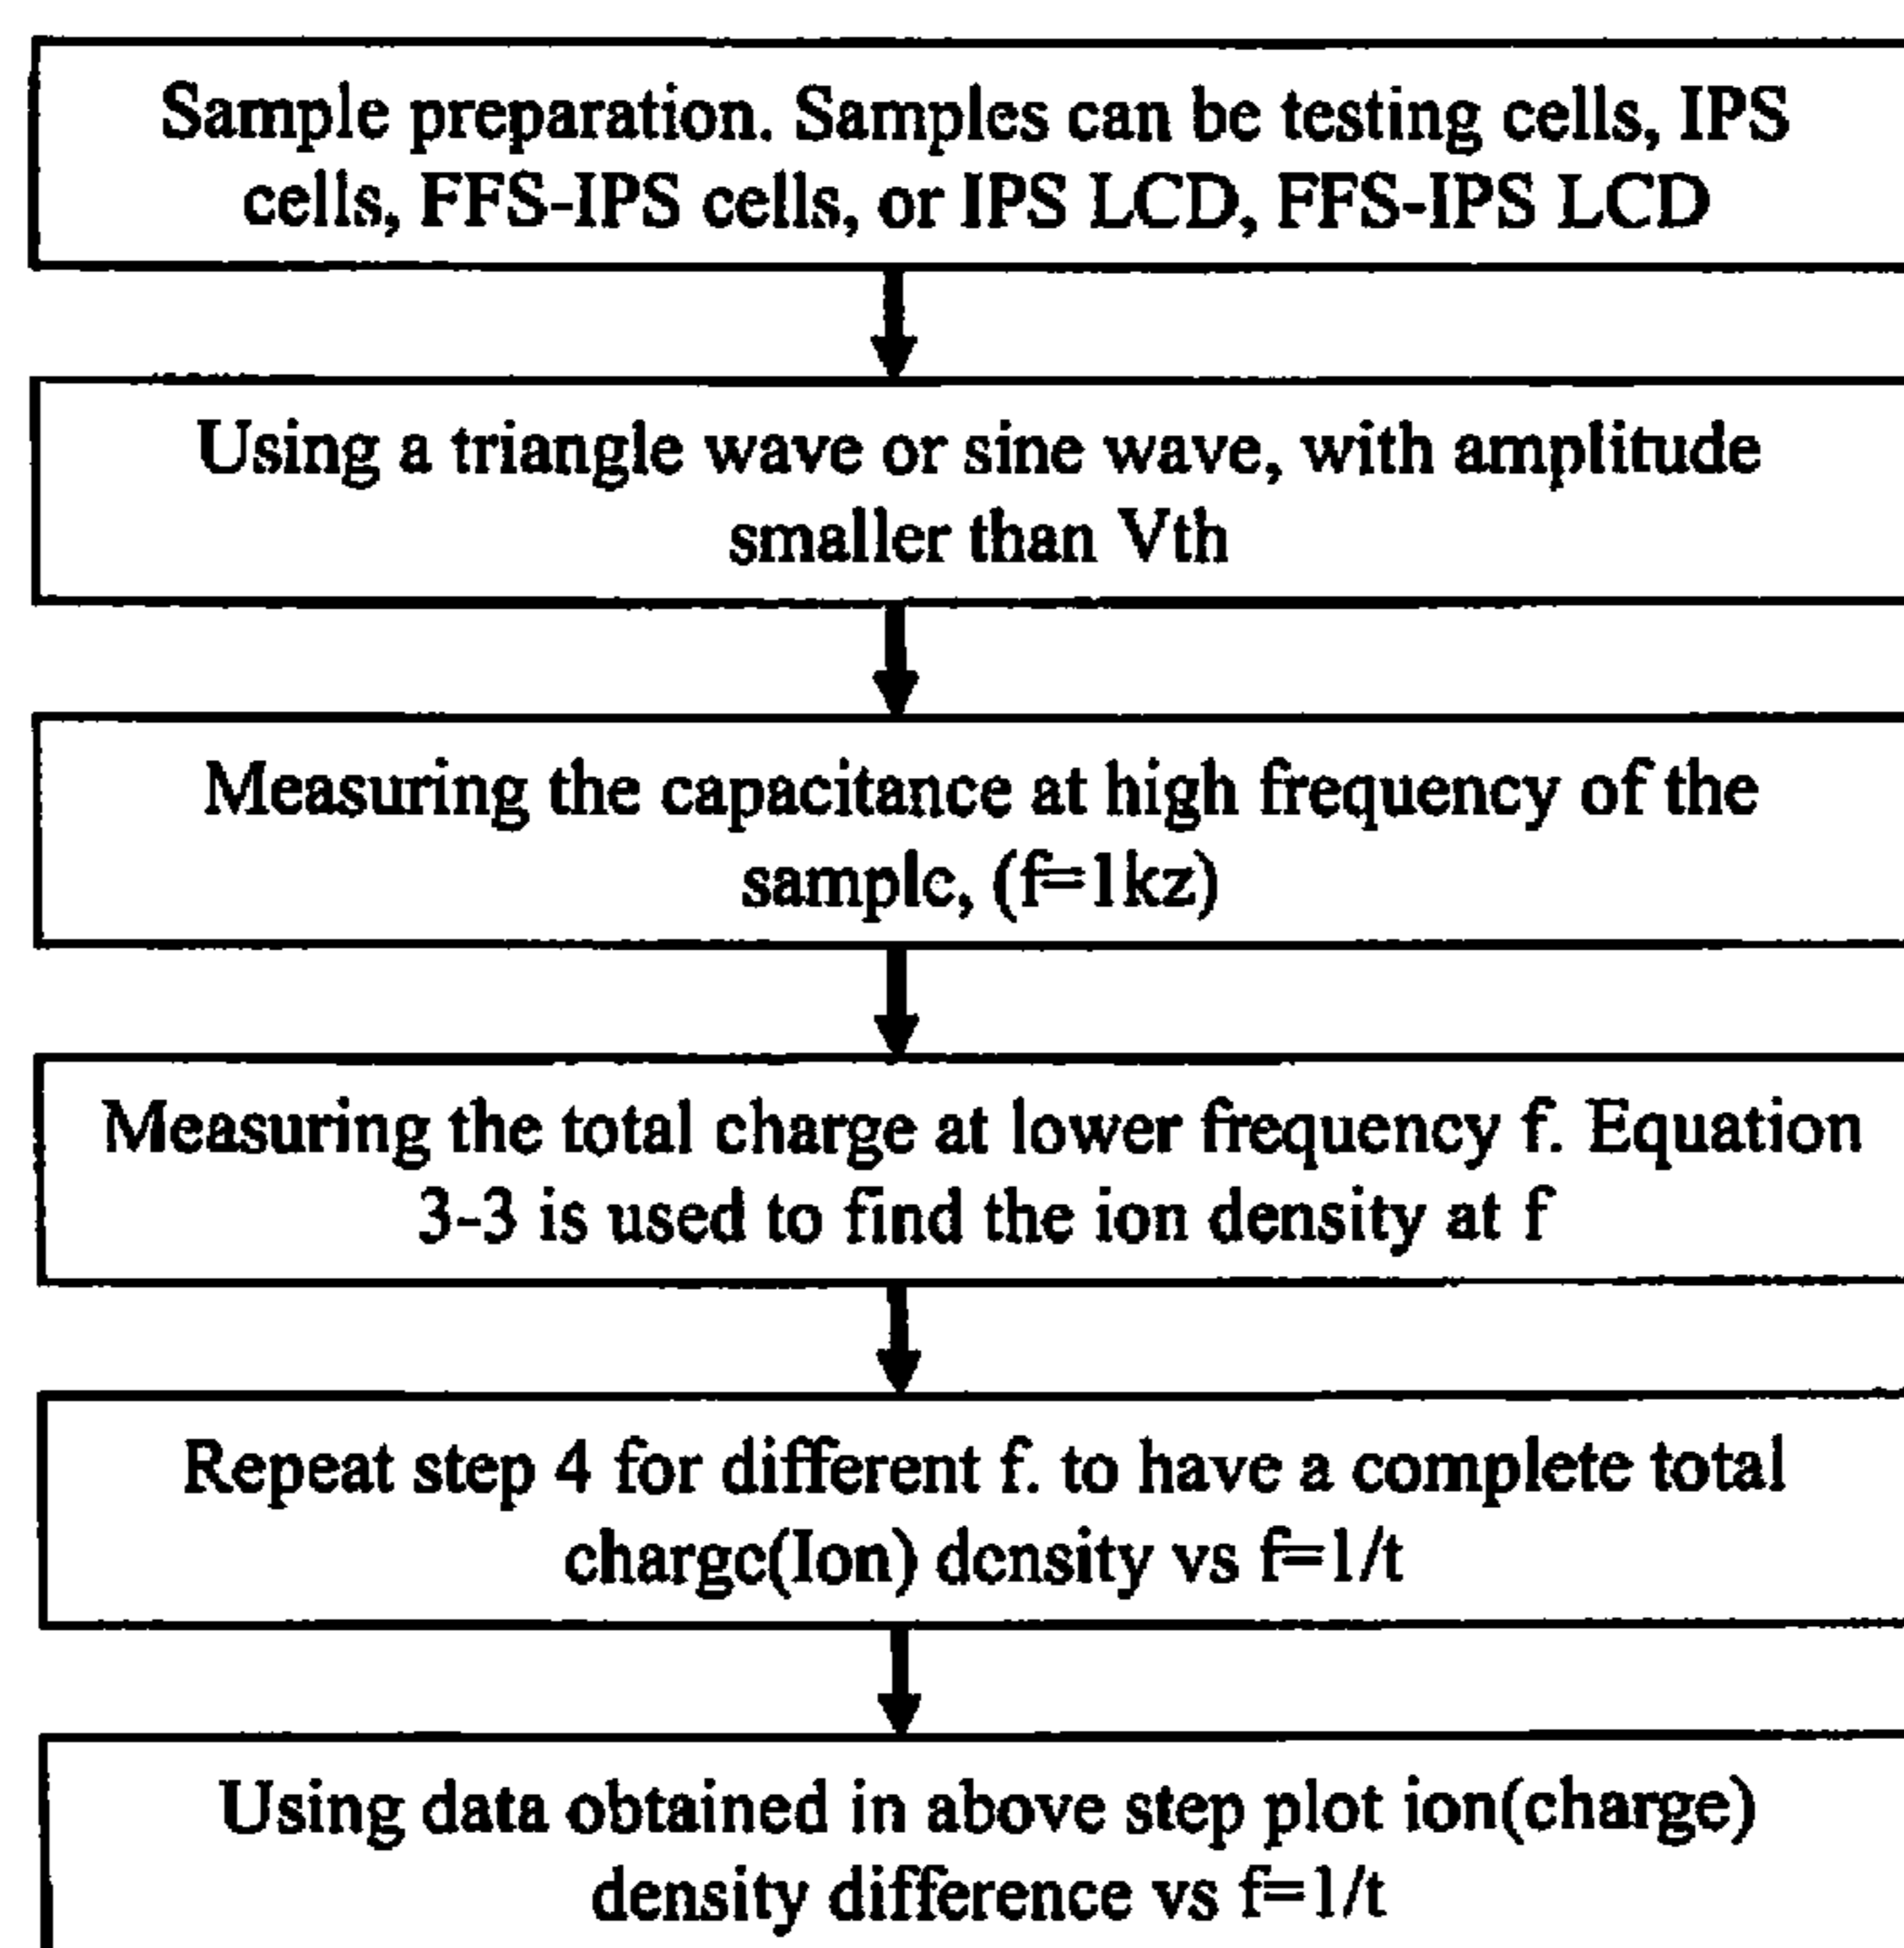 Sample preparation. Samples can be testing cells, IPS
cells, FFS-IPS cells, or IPS LCD, FFS-IPS LCD
Using a triangle wave or sine wave, with amplitude
smaller than Vth
Measuring the capacitance at high frequency of the
sample, (f=1kz)
Measuring the total charge at lower frequency f. Equation
3-3 is used to find the ion density at f
Repeat step 4 for different f. to have a complete total
charge(Ion) density vs f=1/t
Using data obtained in above step plot ion(charge)
density difference vs f=1/t